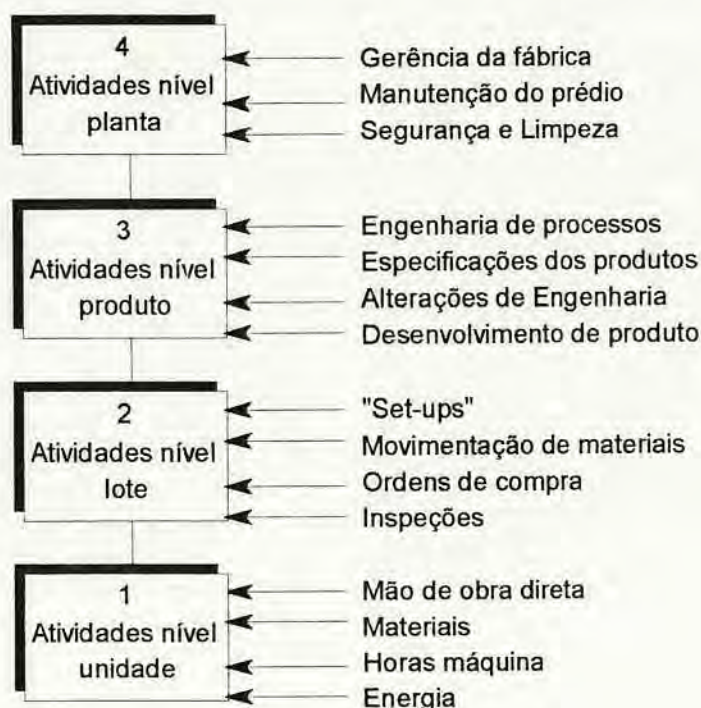 4
Atividades nível
planta
Gerência da fábrica
Manutenção do prédio
Segurança e Limpeza
3
Atividades nível
produto
Engenharia de processos
Especificações dos produtos
Alterações de Engenharia
Desenvolvimento de produto
2
Atividades nível
lote
"Set-ups"
Movimentação de materiais
Ordens de compra
Inspeções
1
Atividades nível
unidade
Mão de obra direta
Materiais
Horas máquina
Energia